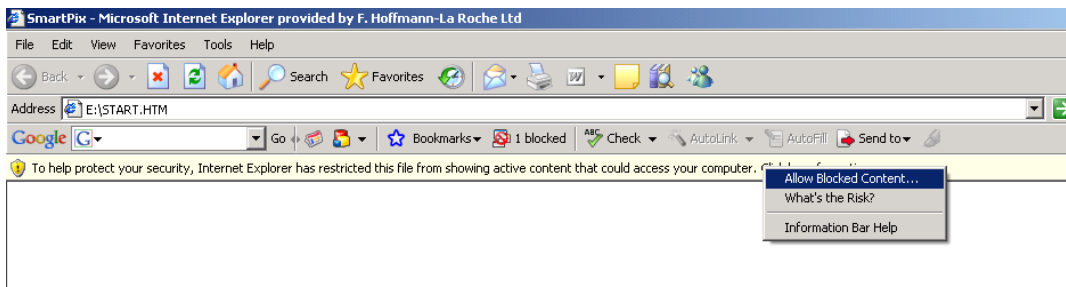 SmartPix - Microsoft Internet Explorer provided by F. Hoffmann-La Roche Ltd
File Edit View Favorites Tools Help
Back Search Favorites
Address E:\START.HTM
Google G Go Bookmarks 1 blocked ABC Check AutoLink AutoFill Send to
To help protect your security, Internet Explorer has restricted this file from showing active content that could access your computer.
Allow Blocked Content...
What's the Risk?
Information Bar Help